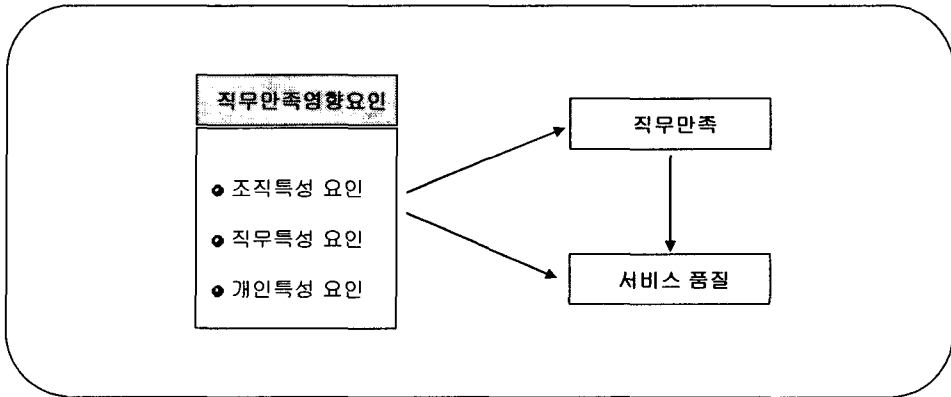 직무만족영향요인
● 조직특성 요인
● 직무특성 요인
● 개인특성 요인
직무만족
서비스 품질